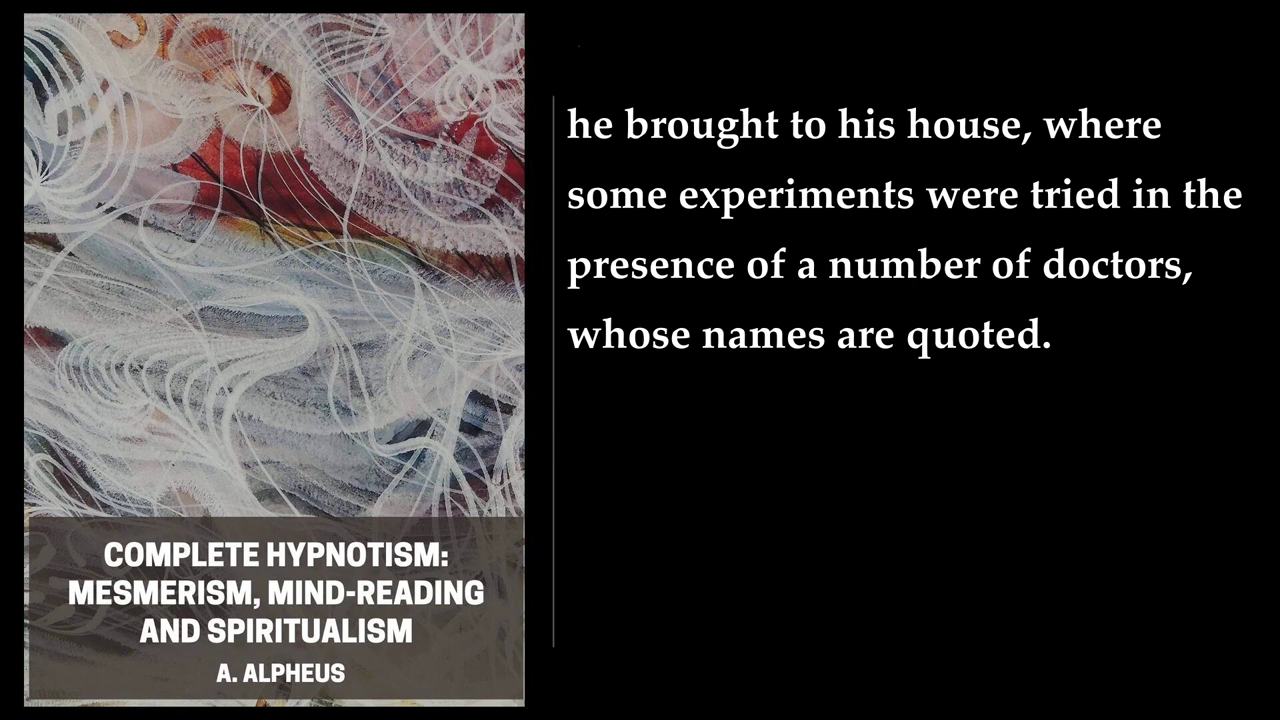 he brought to his house, where
some experiments were tried in the
presence of a number of doctors,
whose names are quoted.
COMPLETE HYPNOTISM:
MESMERISM, MIND-READING
AND SPIRITUALISM
A. ALPHEUS